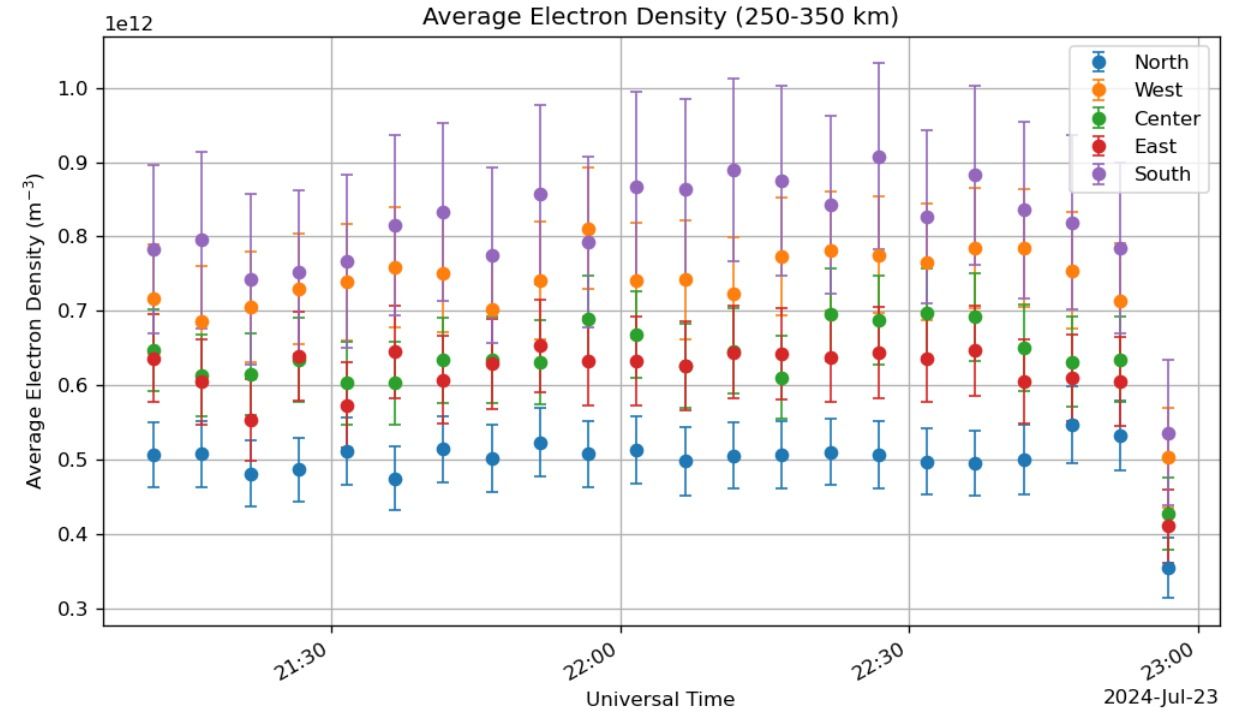 Average Electron Density (250-350 km)
1e12
1.0
0.9
0.8
0.7
0.6
0.5
0.4
0.3
Average Electron Density (m⁻³)
North
West
Center
East
South
21:30
22:00
22:30
23:00
Universal Time
2024-Jul-23